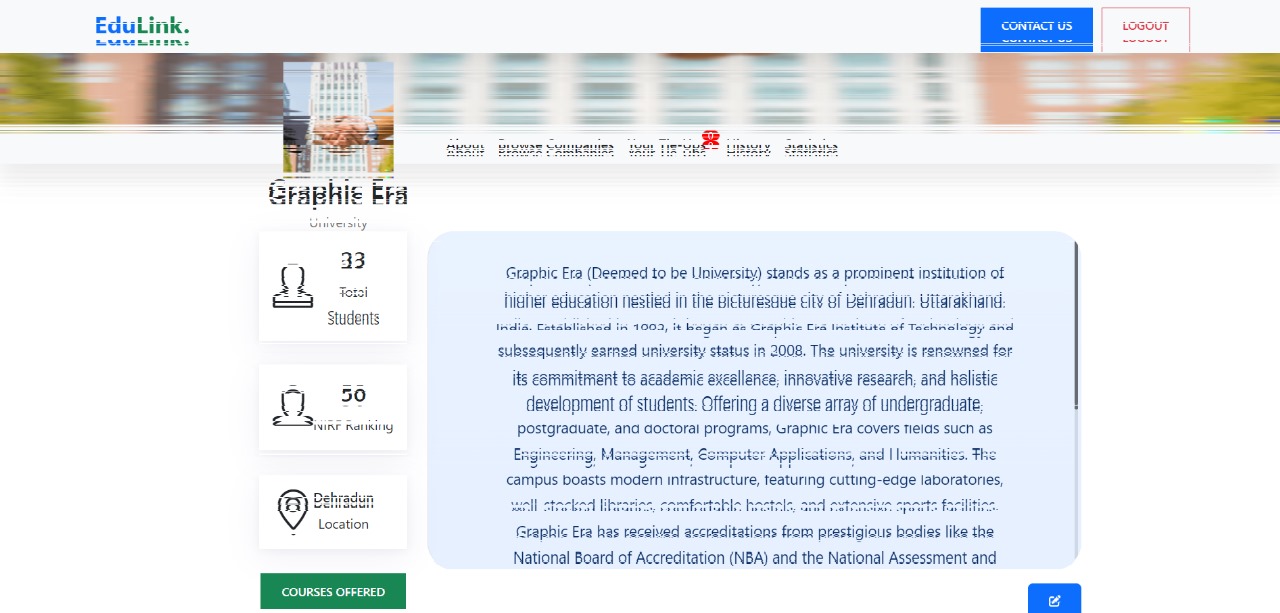 EduLink.
CONTACT US
LOGOUT
About
Browse Companies
Your Tie-Ups
History
Statistics
Graphic Era
University
33
Total
Students
50
NIRF Ranking
Dehradun
Location
COURSES OFFERED
Graphic Era (Deemed to be University) stands as a prominent institution of
higher education nestled in the picturesque city of Dehradun, Uttarakhand,
India. Established in 1993, it began as Graphic Era Institute of Technology and
subsequently earned university status in 2008. The university is renowned for
its commitment to academic excellence, innovative research, and holistic
development of students. Offering a diverse array of undergraduate,
postgraduate, and doctoral programs, Graphic Era covers fields such as
Engineering, Management, Computer Applications, and Humanities. The
campus boasts modern infrastructure, featuring cutting-edge laboratories,
well-stocked libraries, comfortable hostels, and extensive sports facilities.
Graphic Era has received accreditations from prestigious bodies like the
National Board of Accreditation (NBA) and the National Assessment and